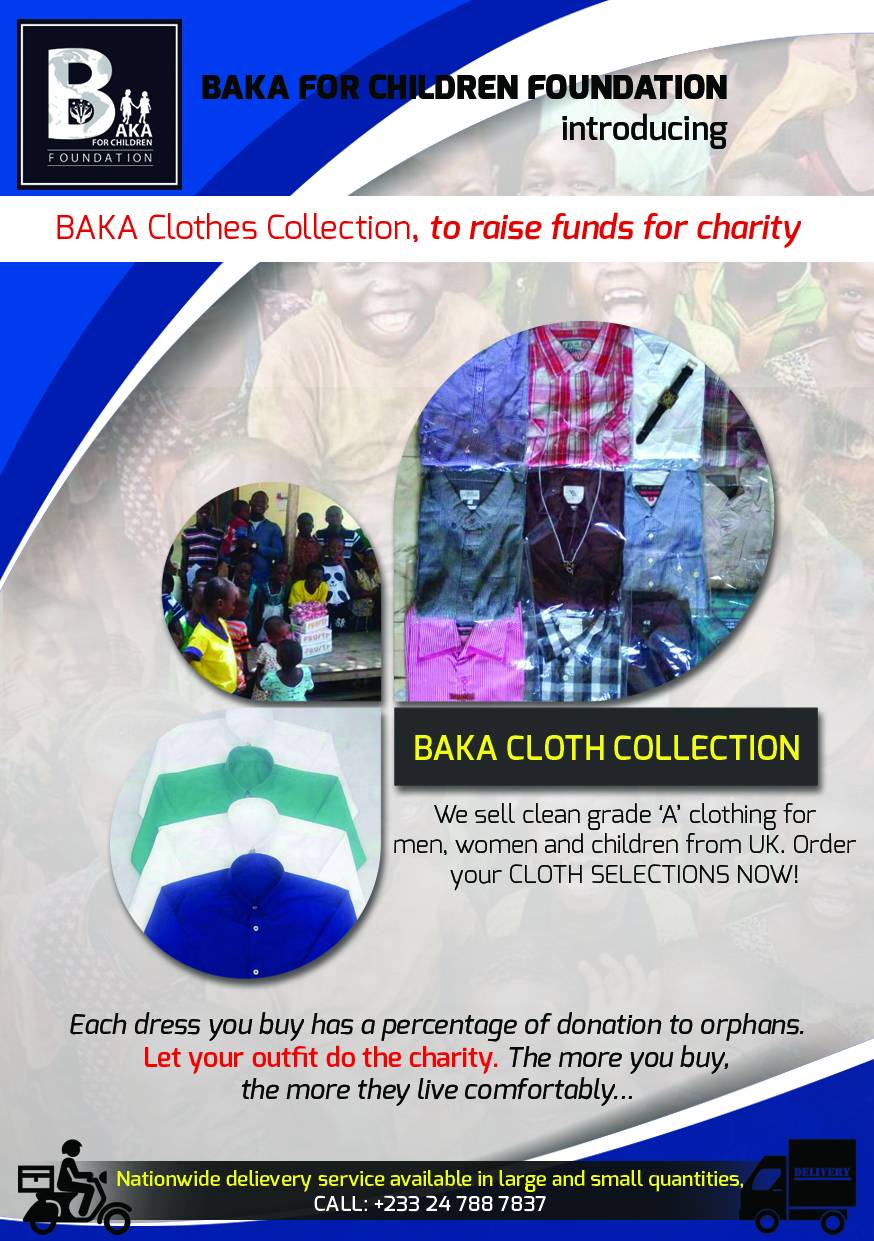 BAKA
FOR CHILDREN
FOUNDATION
BAKA FOR CHILDREN FOUNDATION
introducing
BAKA Clothes Collection, to raise funds for charity
BAKA CLOTH COLLECTION
We sell clean grade ‘A’ clothing for
men, women and children from UK. Order
your CLOTH SELECTIONS NOW!
Each dress you buy has a percentage of donation to orphans.
Let your outfit do the charity. The more you buy,
the more they live comfortably...
Nationwide delievery service available in large and small quantities,
CALL: +233 24 788 7837
DELIVERY